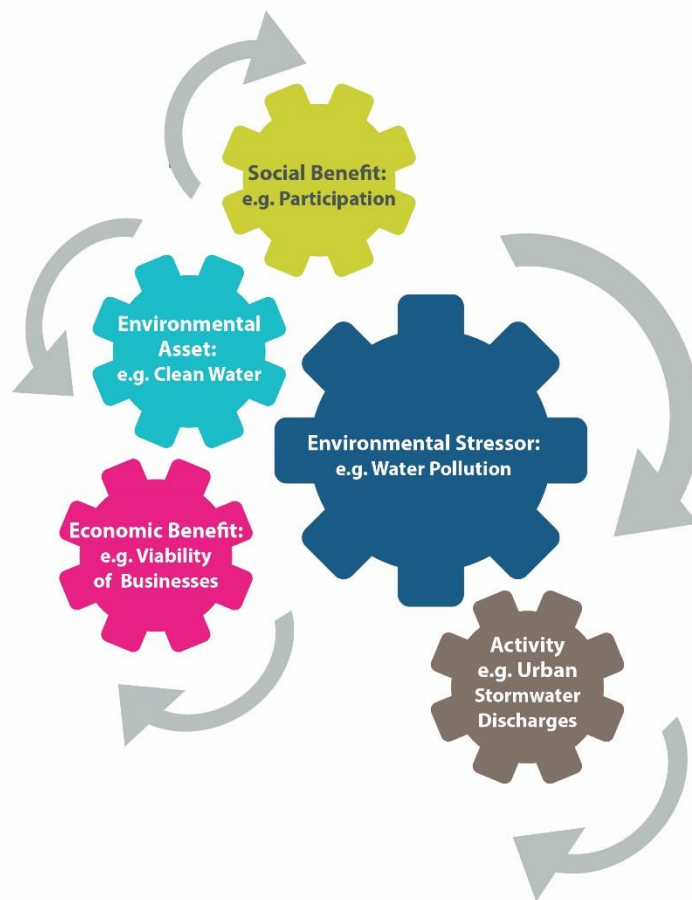 Social Benefit:
e.g. Participation
Environmental
Asset:
e.g. Clean Water
Environmental Stressor:
e.g. Water Pollution
Economic Benefit:
e.g. Viability
of Businesses
Activity
e.g. Urban
Stormwater
Discharges